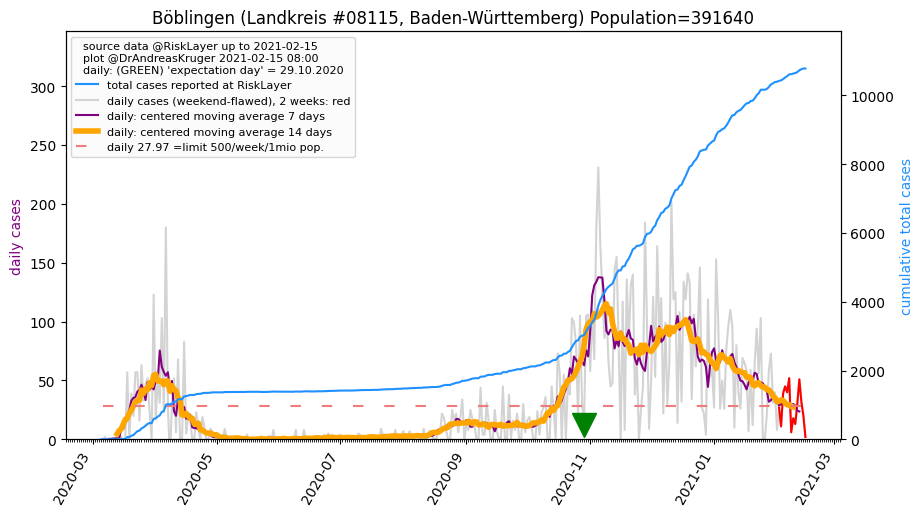 Böblingen (Landkreis #08115, Baden-Württemberg) Population=391640
source data @RiskLayer up to 2021-02-15
plot @DrAndreasKruger 2021-02-15 08:00
daily: (GREEN) 'expectation day' = 29.10.2020
total cases reported at RiskLayer
daily cases (weekend-flawed), 2 weeks: red
daily: centered moving average 7 days
daily: centered moving average 14 days
daily 27.97 =limit 500/week/1mio pop.
daily cases
300
250
200
150
100
50
0
cumulative total cases
10000
8000
6000
4000
2000
0
2020-03
2020-05
2020-07
2020-09
2020-11
2021-01
2021-03